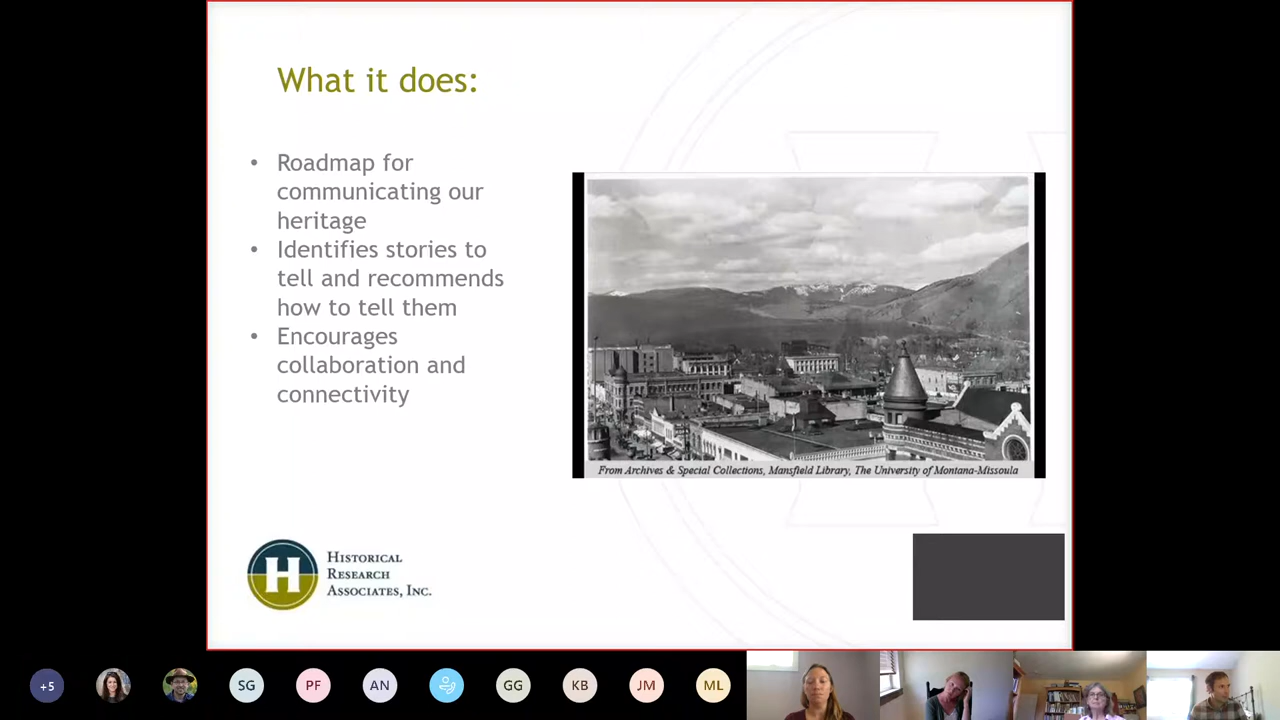 What it does:
• Roadmap for
communicating our
heritage
• Identifies stories to
tell and recommends
how to tell them
• Encourages
collaboration and
connectivity
From Archives & Special Collections, Mansfield Library, The University of Montana-Missoula
H
HISTORICAL
RESEARCH
ASSOCIATES, INC.
+5
SG
PF
AN
GG
KB
JM
ML